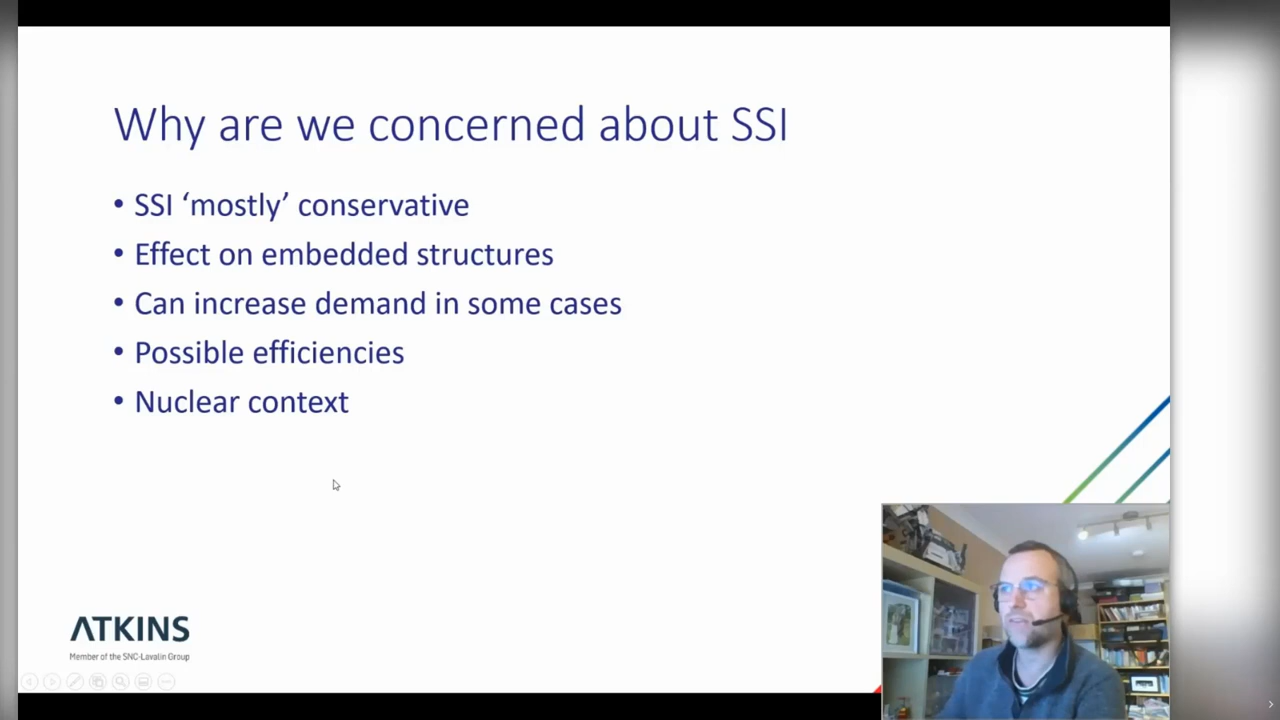 Why are we concerned about SSI
• SSI ‘mostly’ conservative
• Effect on embedded structures
• Can increase demand in some cases
• Possible efficiencies
• Nuclear context
ATKINS
Member of the SNC-Lavalin Group